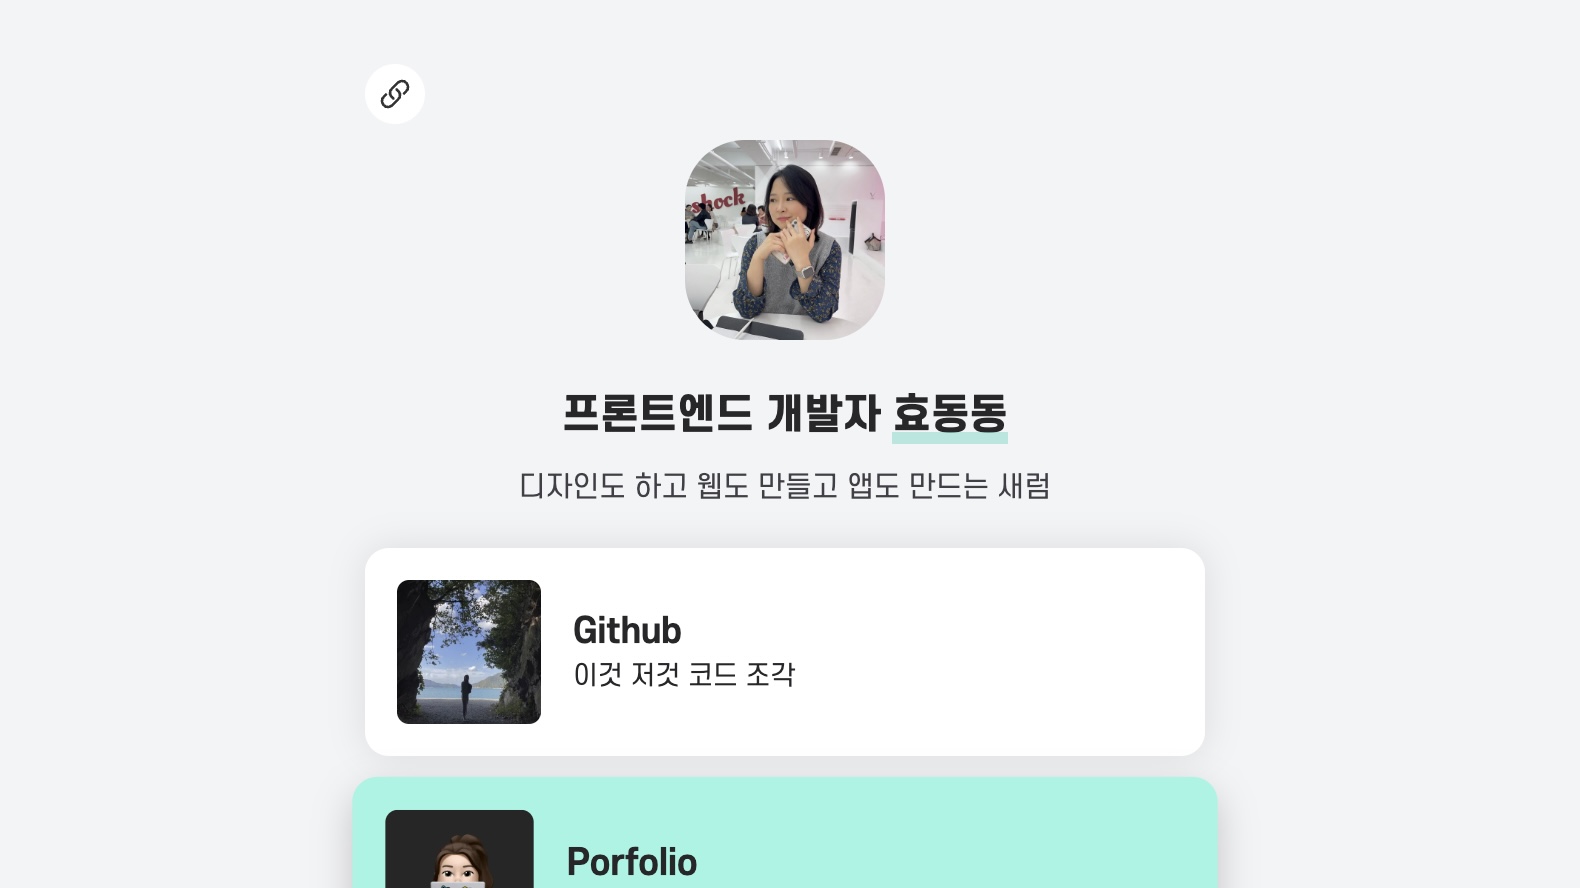 shock
프론트엔드 개발자 효동동
디자인도 하고 웹도 만들고 앱도 만드는 새럼
Github
이것 저것 코드 조각
Porfolio